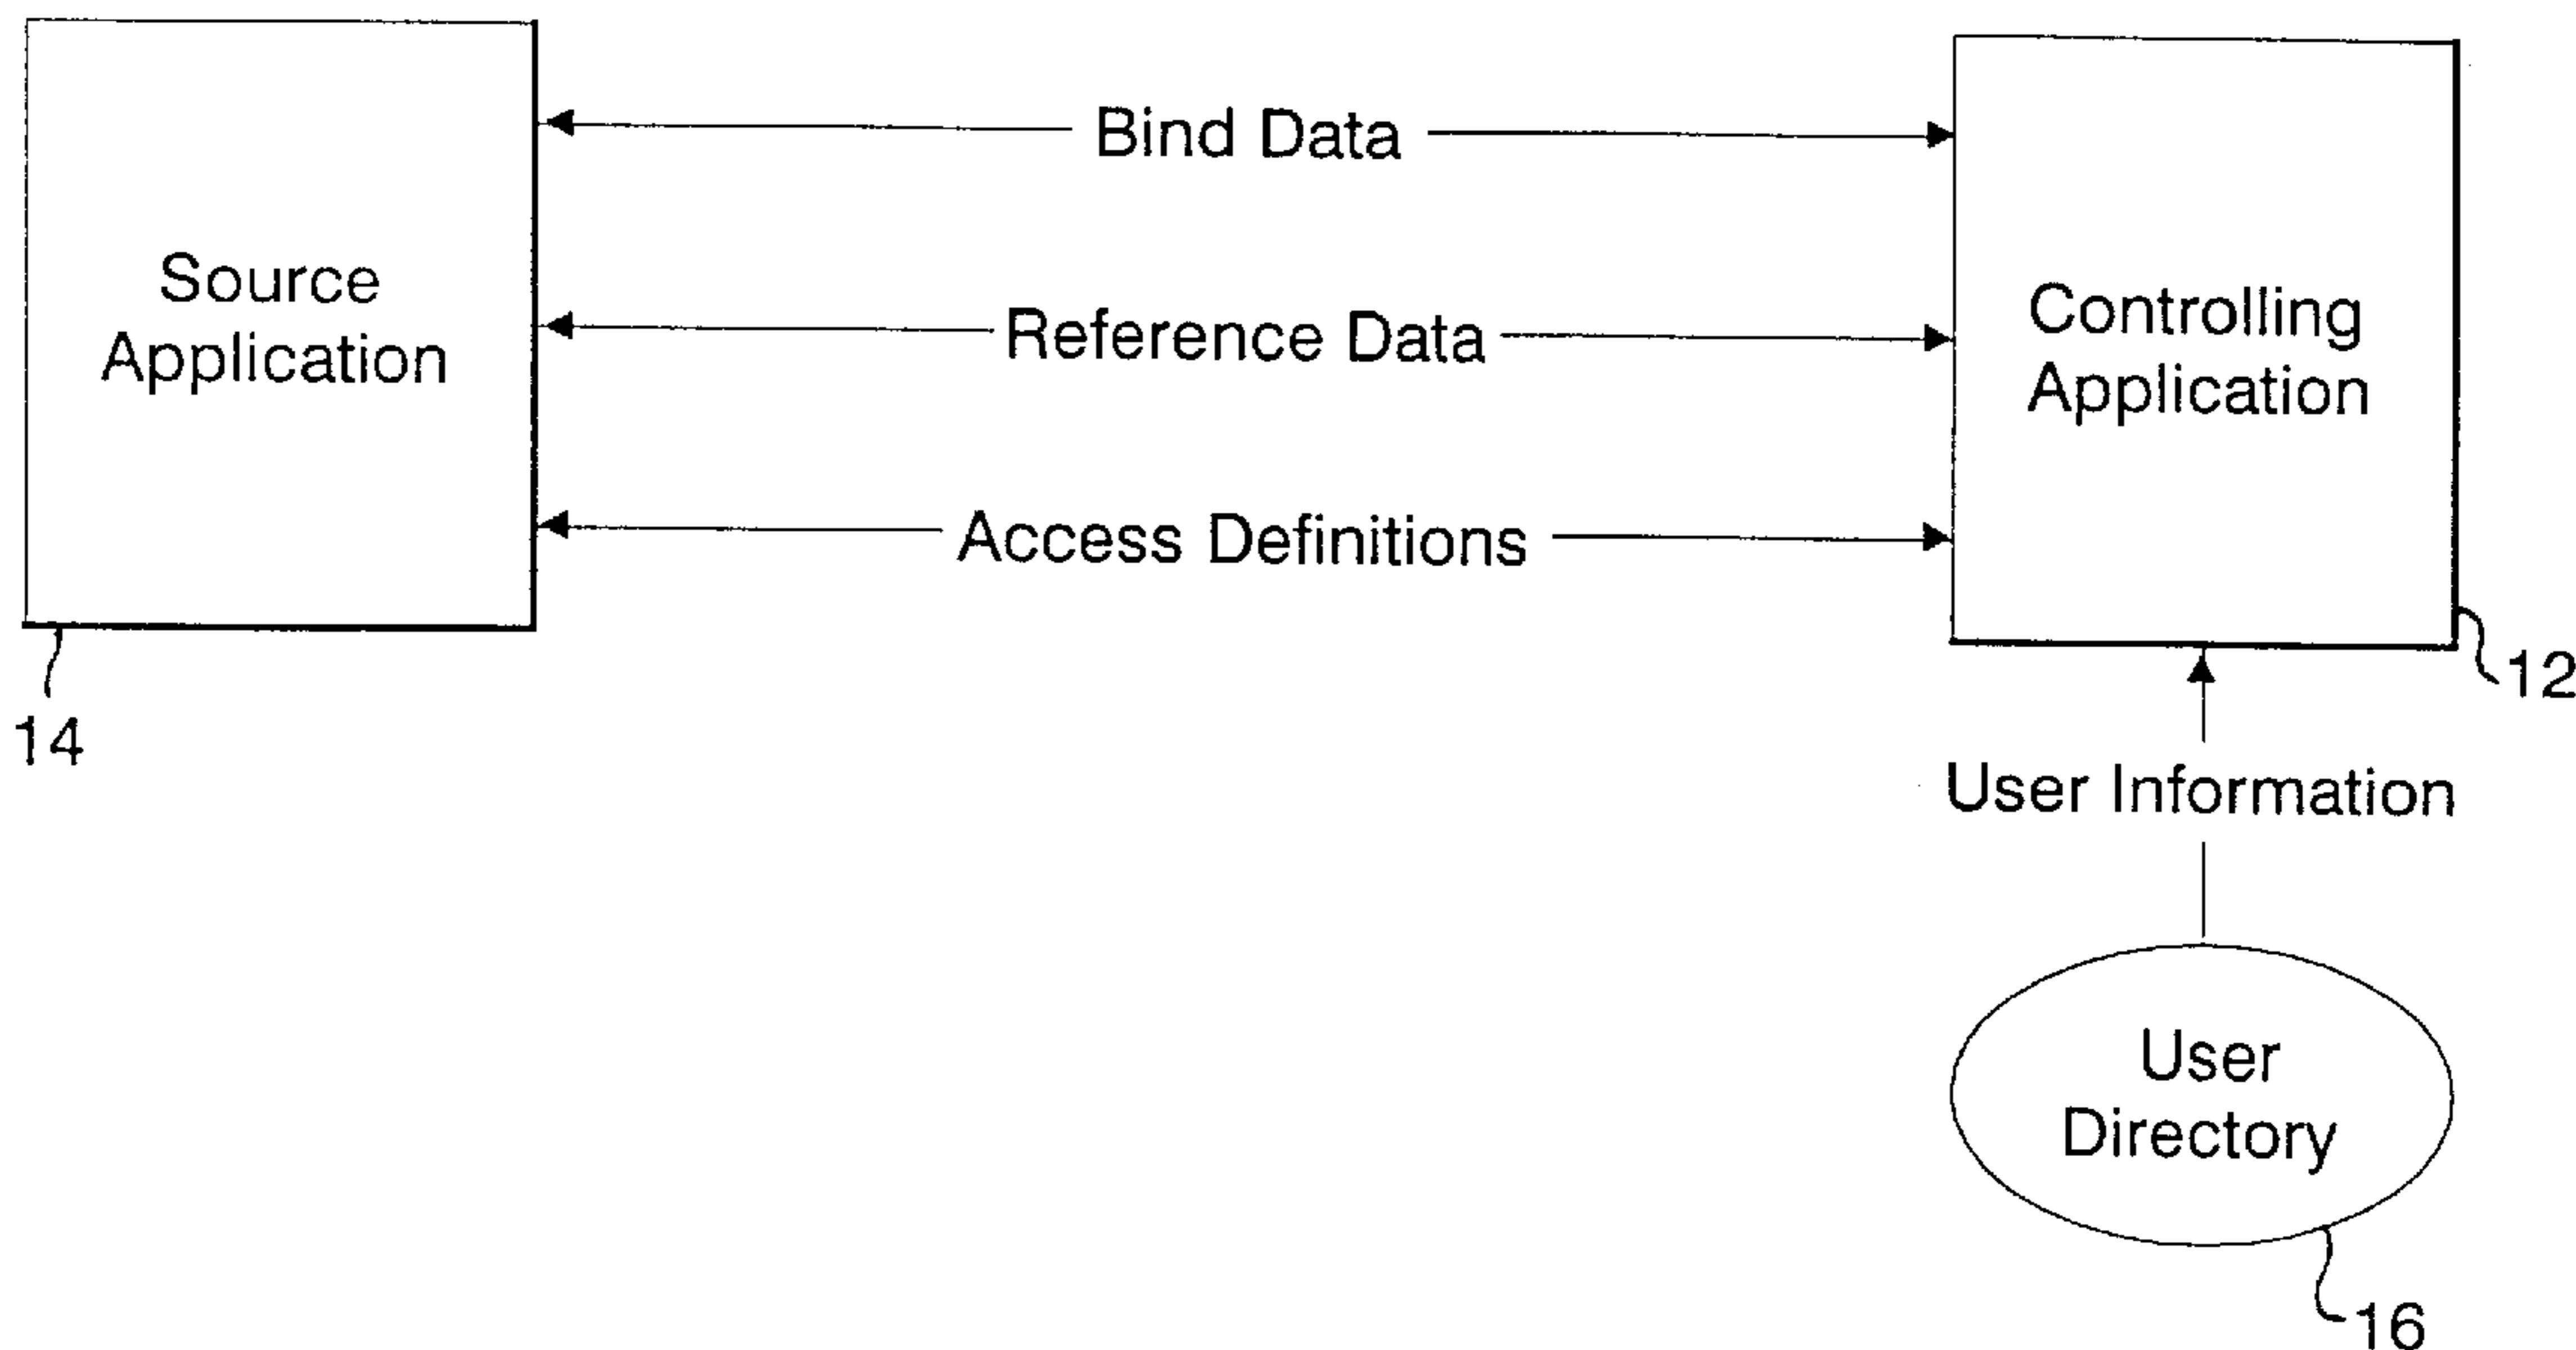 Bind Data
Source
Application
Reference Data
Controlling
Application
Access Definitions
14
12
User Information
User
Directory
16